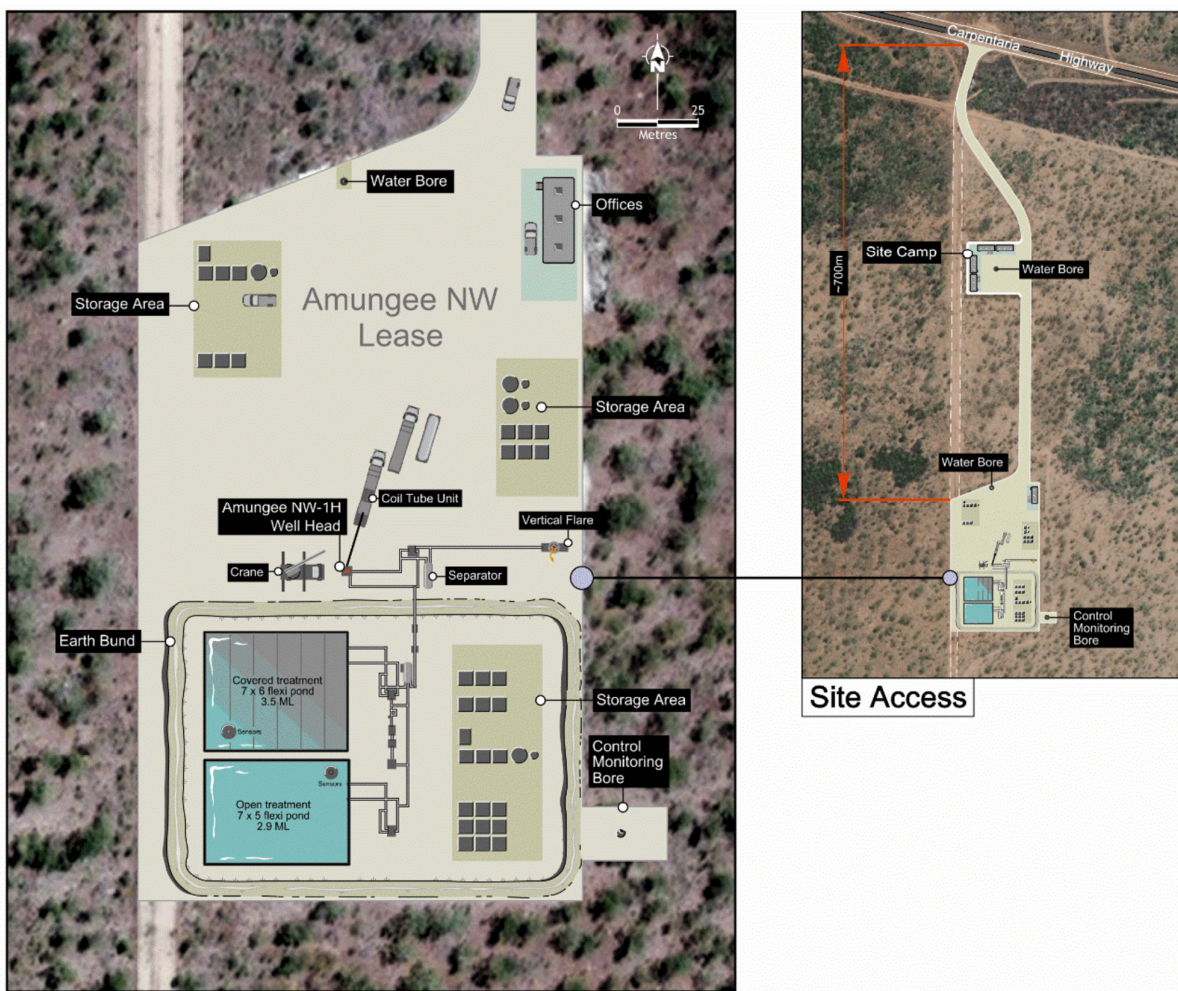 N
0 25
Metres
Water Bore
Offices
Storage Area
Amungee NW
Lease
Storage Area
Coil Tube Unit
Amungee NW-1H
Well Head
Vertical Flare
Crane
Separator
Earth Bund
Covered treatment
7 x 6 flexi pond
3.5 ML
Sensors
Storage Area
Control
Monitoring
Bore
Sensors
Open treatment
7 x 5 flexi pond
2.9 ML
Carpentaria
Highway
Site Camp
Water Bore
~700m
Water Bore
Control
Monitoring
Bore
Site Access